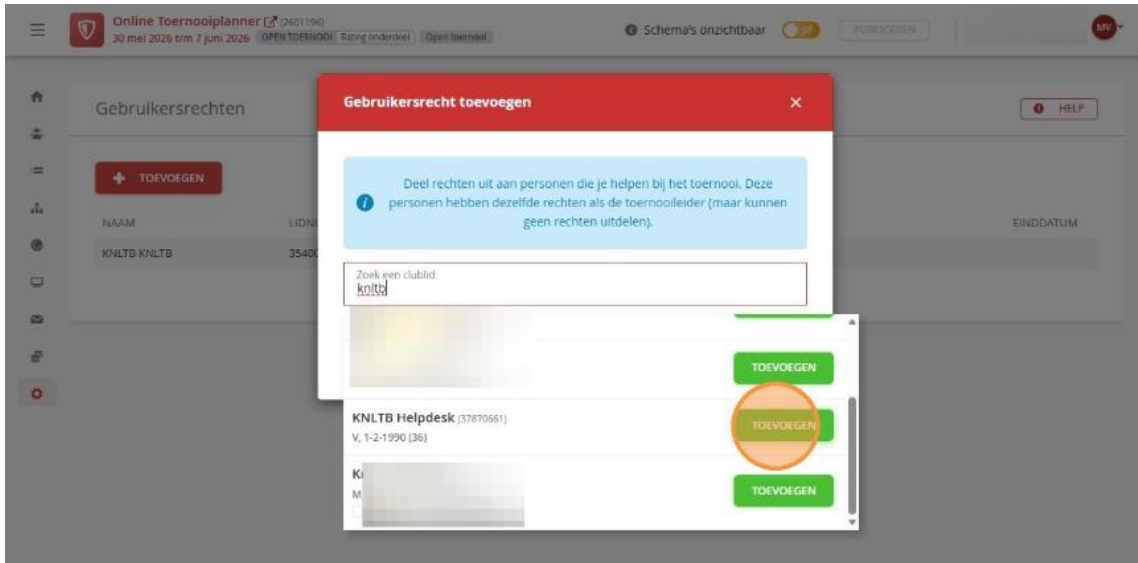 Online Toernooiplanner (2601196)
30 mei 2026 t/m 7 juni 2026 OPEN TOERNOOI Rating onderdeel Open toernooi
Schema's onzichtbaar
PUBLICEREN
MV
Gebruikersrechten
HELP
TOEVOEGEN
NAAM LIDN EINDDATUM
KNLTB KNLTB 35400
Gebruikersrecht toevoegen
Deel rechten uit aan personen die je helpen bij het toernooi. Deze
personen hebben dezelfde rechten als de toernooileider (maar kunnen
geen rechten uitdelen).
Zoek een clublid
knltb
TOEVOEGEN
KNLTB Helpdesk (37870661)
V, 1-2-1990 (36)
TOEVOEGEN
M
TOEVOEGEN